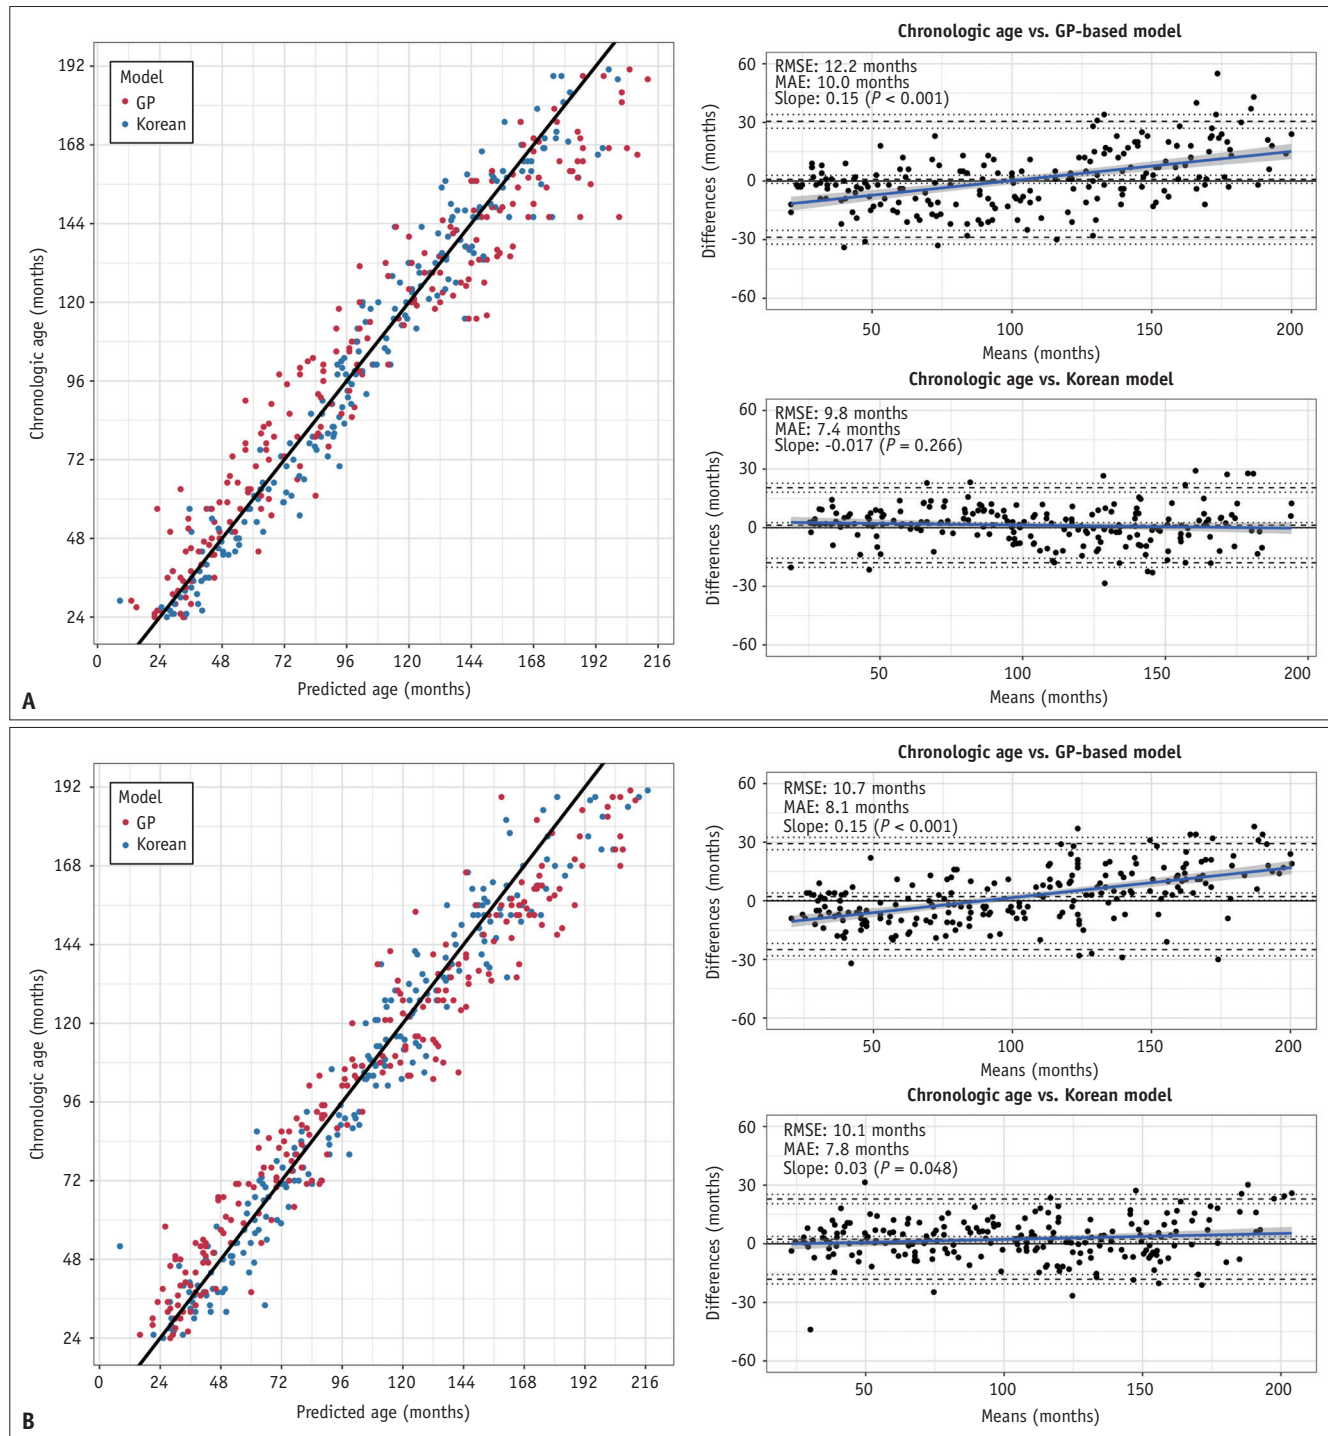 Model
GP
Korean
192
168
144
120
96
72
48
24
Chronologic age (months)
0 24 48 72 96 120 144 168 192 216
Predicted age (months)
A
Chronologic age vs. GP-based model
RMSE: 12.2 months
MAE: 10.0 months
Slope: 0.15 (P < 0.001)
60
30
0
-30
-60
Differences (months)
50 100 150 200
Means (months)
Chronologic age vs. Korean model
RMSE: 9.8 months
MAE: 7.4 months
Slope: -0.017 (P = 0.266)
60
30
0
-30
-60
Differences (months)
50 100 150 200
Means (months)
Model
GP
Korean
192
168
144
120
96
72
48
24
Chronologic age (months)
0 24 48 72 96 120 144 168 192 216
Predicted age (months)
B
Chronologic age vs. GP-based model
RMSE: 10.7 months
MAE: 8.1 months
Slope: 0.15 (P < 0.001)
60
30
0
-30
-60
Differences (months)
50 100 150 200
Means (months)
Chronologic age vs. Korean model
RMSE: 10.1 months
MAE: 7.8 months
Slope: 0.03 (P = 0.048)
60
30
0
-30
-60
Differences (months)
50 100 150 200
Means (months)